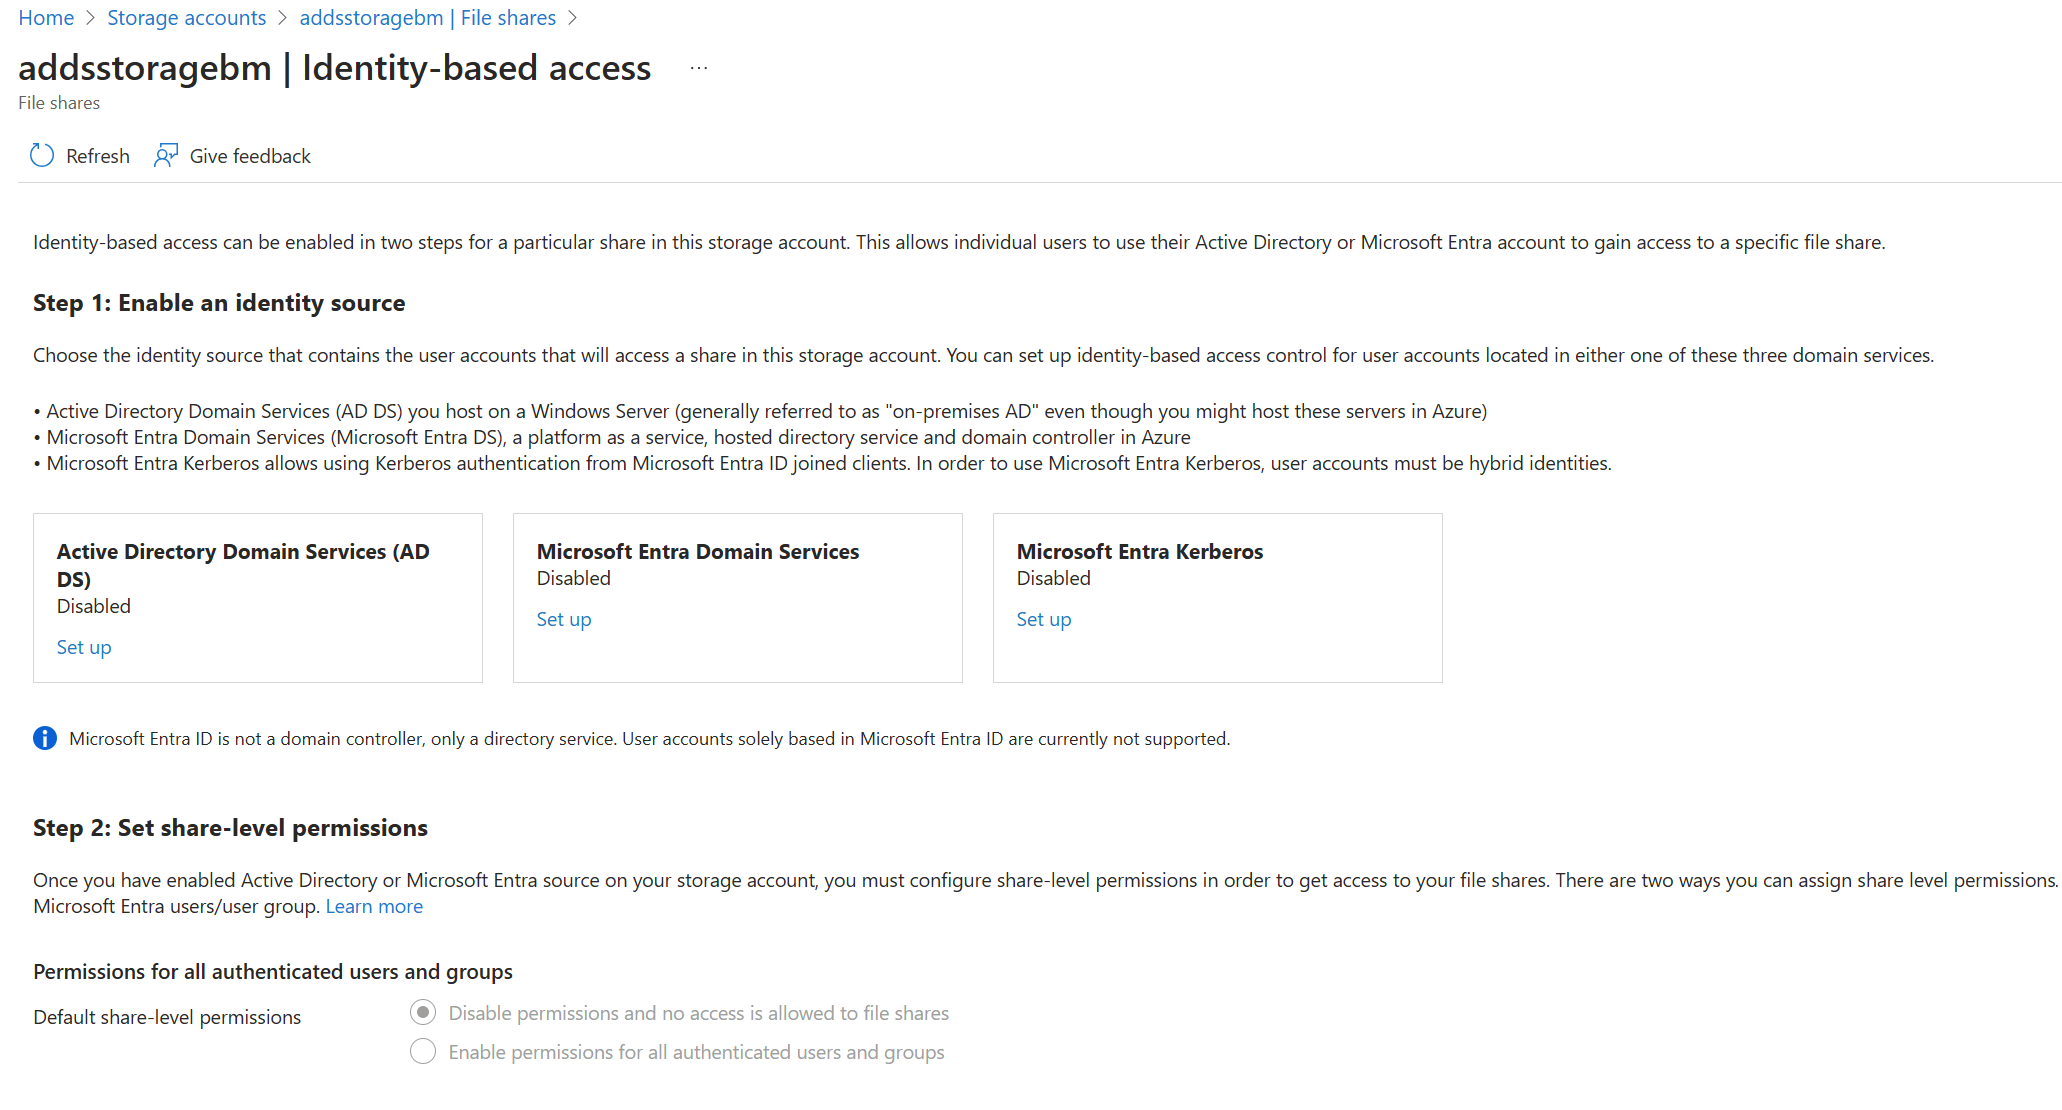 Home > Storage accounts > addsstoragebm | File shares >
addsstoragebm | Identity-based access ...
File shares
Refresh Give feedback
Identity-based access can be enabled in two steps for a particular share in this storage account. This allows individual users to use their Active Directory or Microsoft Entra account to gain access to a specific file share.
Step 1: Enable an identity source
Choose the identity source that contains the user accounts that will access a share in this storage account. You can set up identity-based access control for user accounts located in either one of these three domain services.
• Active Directory Domain Services (AD DS) you host on a Windows Server (generally referred to as "on-premises AD" even though you might host these servers in Azure)
• Microsoft Entra Domain Services (Microsoft Entra DS), a platform as a service, hosted directory service and domain controller in Azure
• Microsoft Entra Kerberos allows using Kerberos authentication from Microsoft Entra ID joined clients. In order to use Microsoft Entra Kerberos, user accounts must be hybrid identities.
Active Directory Domain Services (AD
DS)
Disabled
Set up
Microsoft Entra Domain Services
Disabled
Set up
Microsoft Entra Kerberos
Disabled
Set up
Microsoft Entra ID is not a domain controller, only a directory service. User accounts solely based in Microsoft Entra ID are currently not supported.
Step 2: Set share-level permissions
Once you have enabled Active Directory or Microsoft Entra source on your storage account, you must configure share-level permissions in order to get access to your file shares. There are two ways you can assign share level permissions.
Microsoft Entra users/user group. Learn more
Permissions for all authenticated users and groups
Default share-level permissions
Disable permissions and no access is allowed to file shares
Enable permissions for all authenticated users and groups